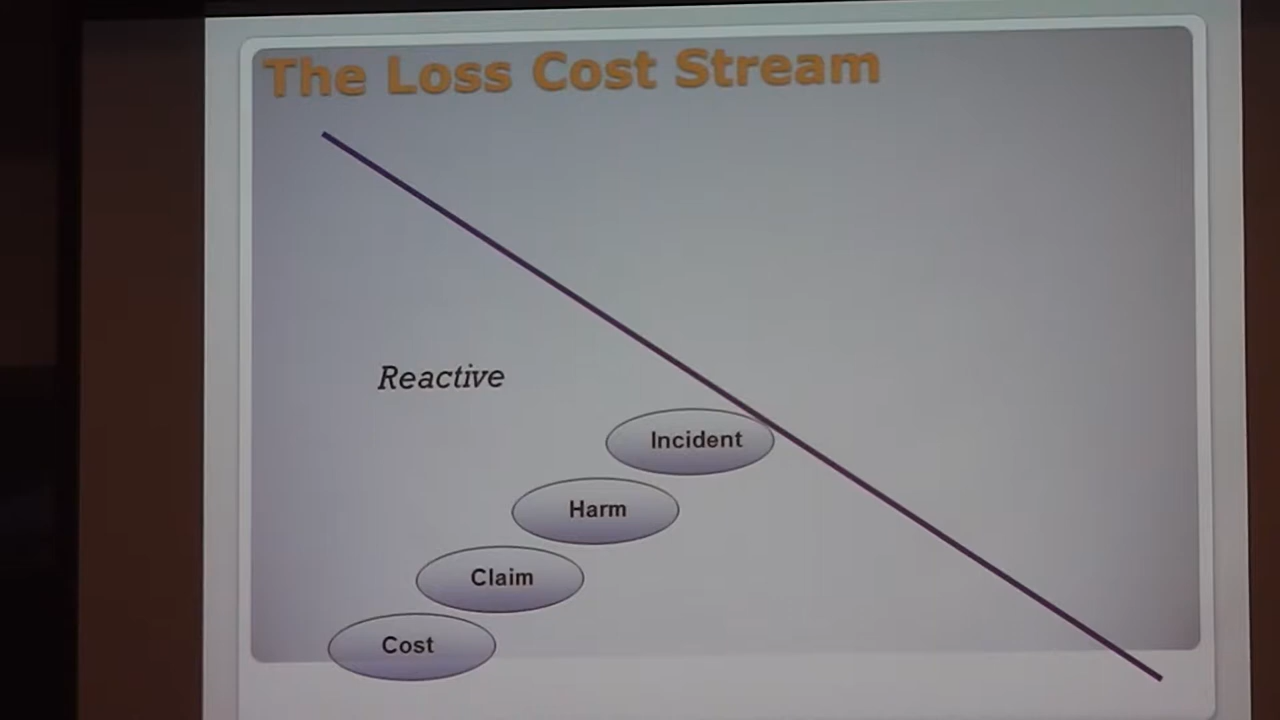 The Loss Cost Stream
Reactive
Incident
Harm
Claim
Cost